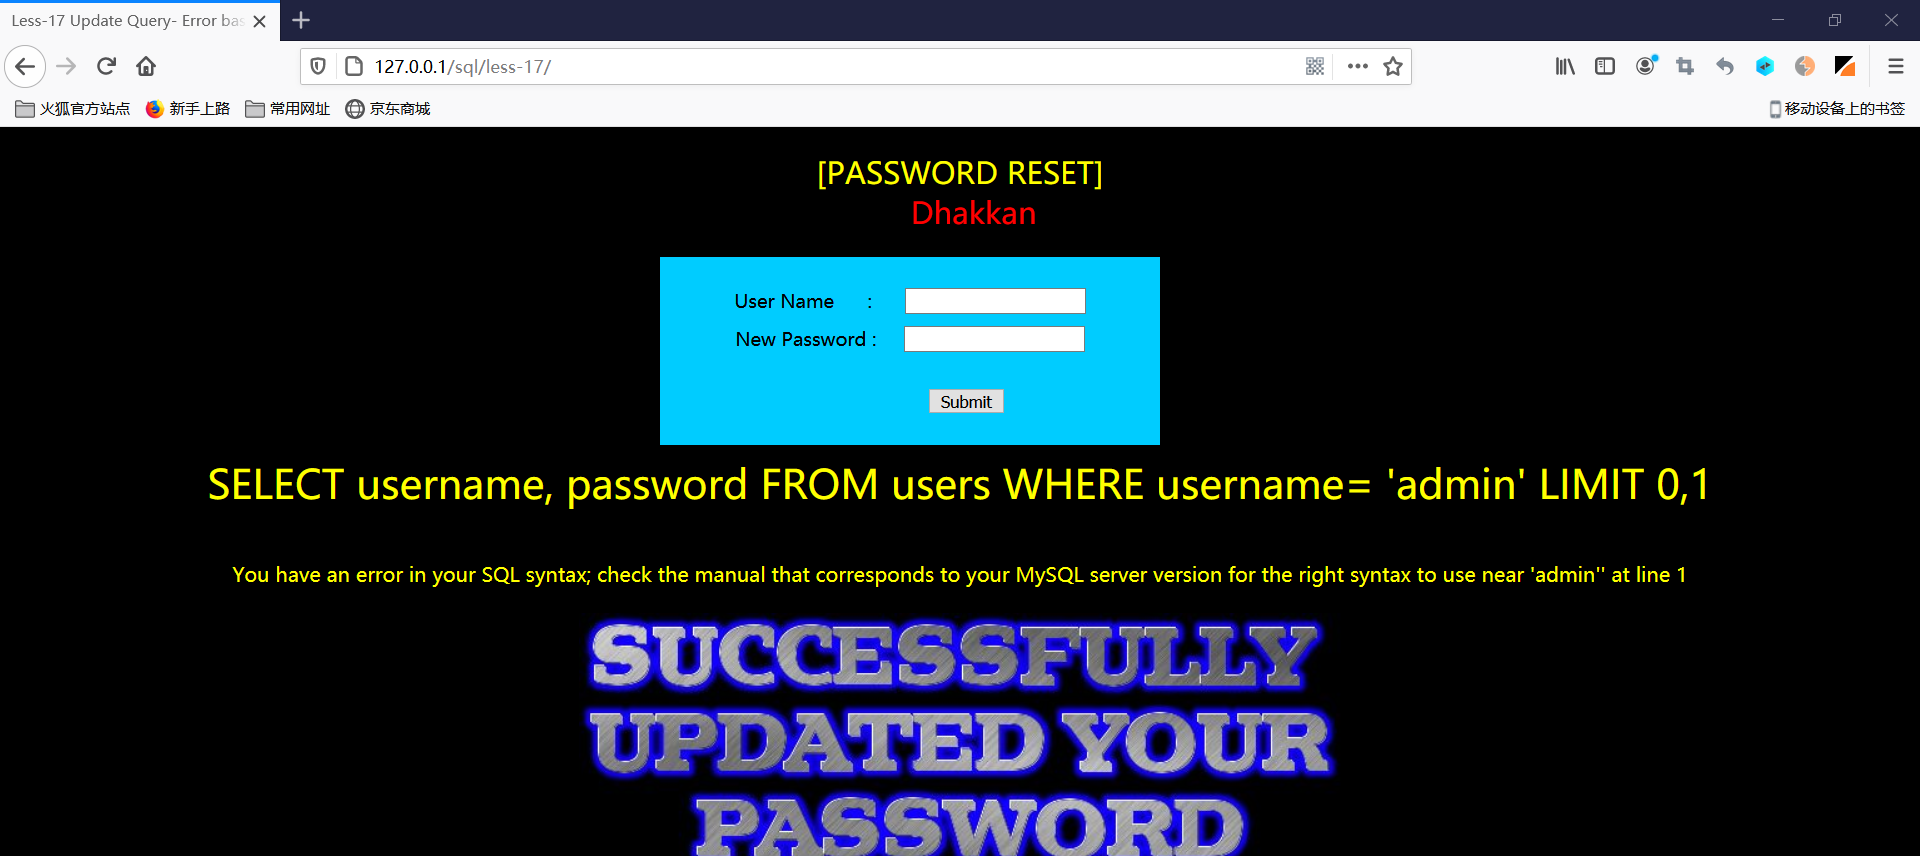 Less-17 Update Query- Error bas
127.0.0.1/sql/less-17/
火狐官方站点 新手上路 常用网址 京东商城 移动设备上的书签
[PASSWORD RESET]
Dhakkan
User Name :
New Password :
Submit
SELECT username, password FROM users WHERE username= 'admin' LIMIT 0,1
You have an error in your SQL syntax; check the manual that corresponds to your MySQL server version for the right syntax to use near 'admin'' at line 1
SUCCESSFULLY
UPDATED YOUR
PASSWORD